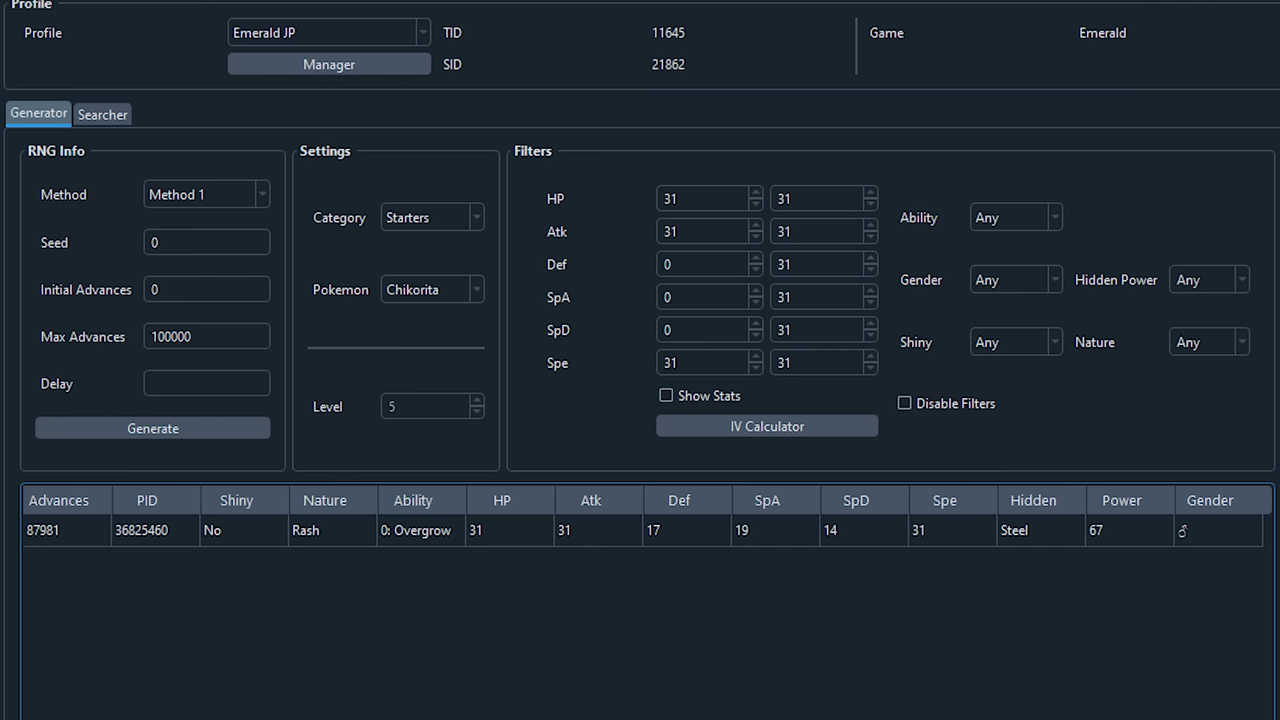 Profile
Profile Emerald JP TID 11645 Game Emerald
Manager SID 21862
Generator Searcher
RNG Info
Method Method 1
Seed 0
Initial Advances 0
Max Advances 100000
Delay
Generate
Settings
Category Starters
Pokemon Chikorita
Level 5
Filters
HP 31 31
Atk 31 31
Def 0 31
SpA 0 31
SpD 0 31
Spe 31 31
Show Stats
IV Calculator
Ability Any
Gender Any Hidden Power Any
Shiny Any Nature Any
Disable Filters
Advances PID Shiny Nature Ability HP Atk Def SpA SpD Spe Hidden Power Gender
87981 36825460 No Rash 0: Overgrow 31 31 17 19 14 31 Steel 67 ♂